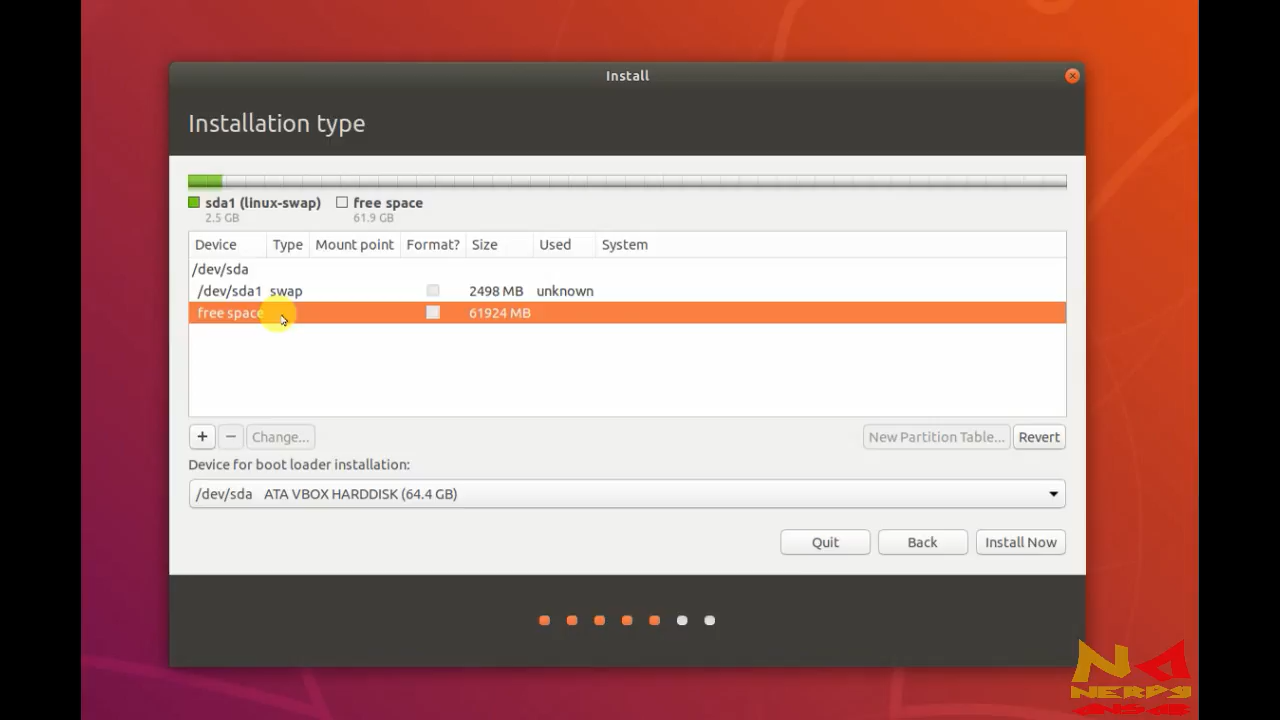 Install
Installation type
sda1 (linux-swap) free space
2.5 GB 61.9 GB
Device Type Mount point Format? Size Used System
/dev/sda
/dev/sda1 swap 2498 MB unknown
free space 61924 MB
+ − Change... New Partition Table... Revert
Device for boot loader installation:
/dev/sda ATA VBOX HARDDISK (64.4 GB)
Quit Back Install Now
NA